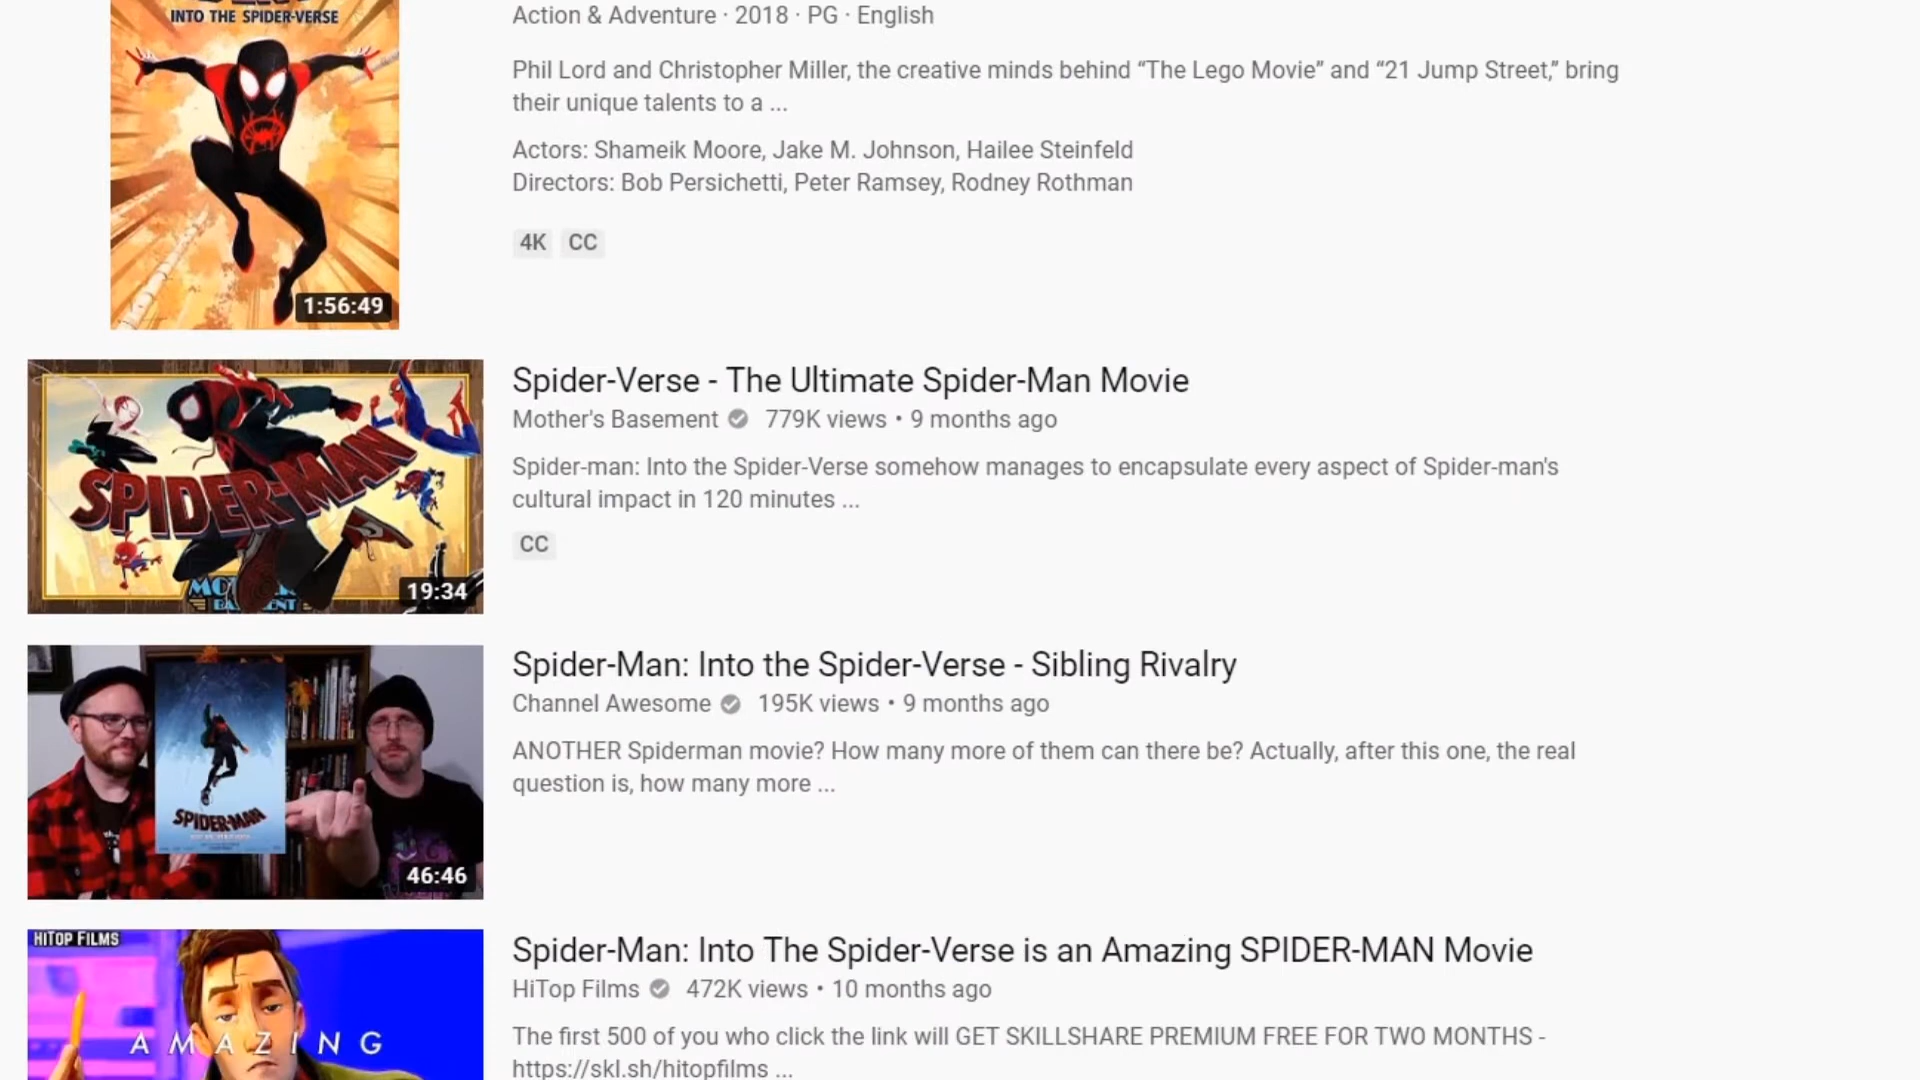 INTO THE SPIDER-VERSE
1:56:49
Action & Adventure · 2018 · PG · English
Phil Lord and Christopher Miller, the creative minds behind “The Lego Movie” and “21 Jump Street,” bring
their unique talents to a ...
Actors: Shameik Moore, Jake M. Johnson, Hailee Steinfeld
Directors: Bob Persichetti, Peter Ramsey, Rodney Rothman
4K CC
SPIDER-MAN
19:34
Spider-Verse - The Ultimate Spider-Man Movie
Mother's Basement 779K views • 9 months ago
Spider-man: Into the Spider-Verse somehow manages to encapsulate every aspect of Spider-man's
cultural impact in 120 minutes ...
CC
SPIDER-MAN
46:46
Spider-Man: Into the Spider-Verse - Sibling Rivalry
Channel Awesome 195K views • 9 months ago
ANOTHER Spiderman movie? How many more of them can there be? Actually, after this one, the real
question is, how many more ...
HITOP FILMS
AMAZING
Spider-Man: Into The Spider-Verse is an Amazing SPIDER-MAN Movie
HiTop Films 472K views • 10 months ago
The first 500 of you who click the link will GET SKILLSHARE PREMIUM FREE FOR TWO MONTHS -
https://skl.sh/hitopfilms ...